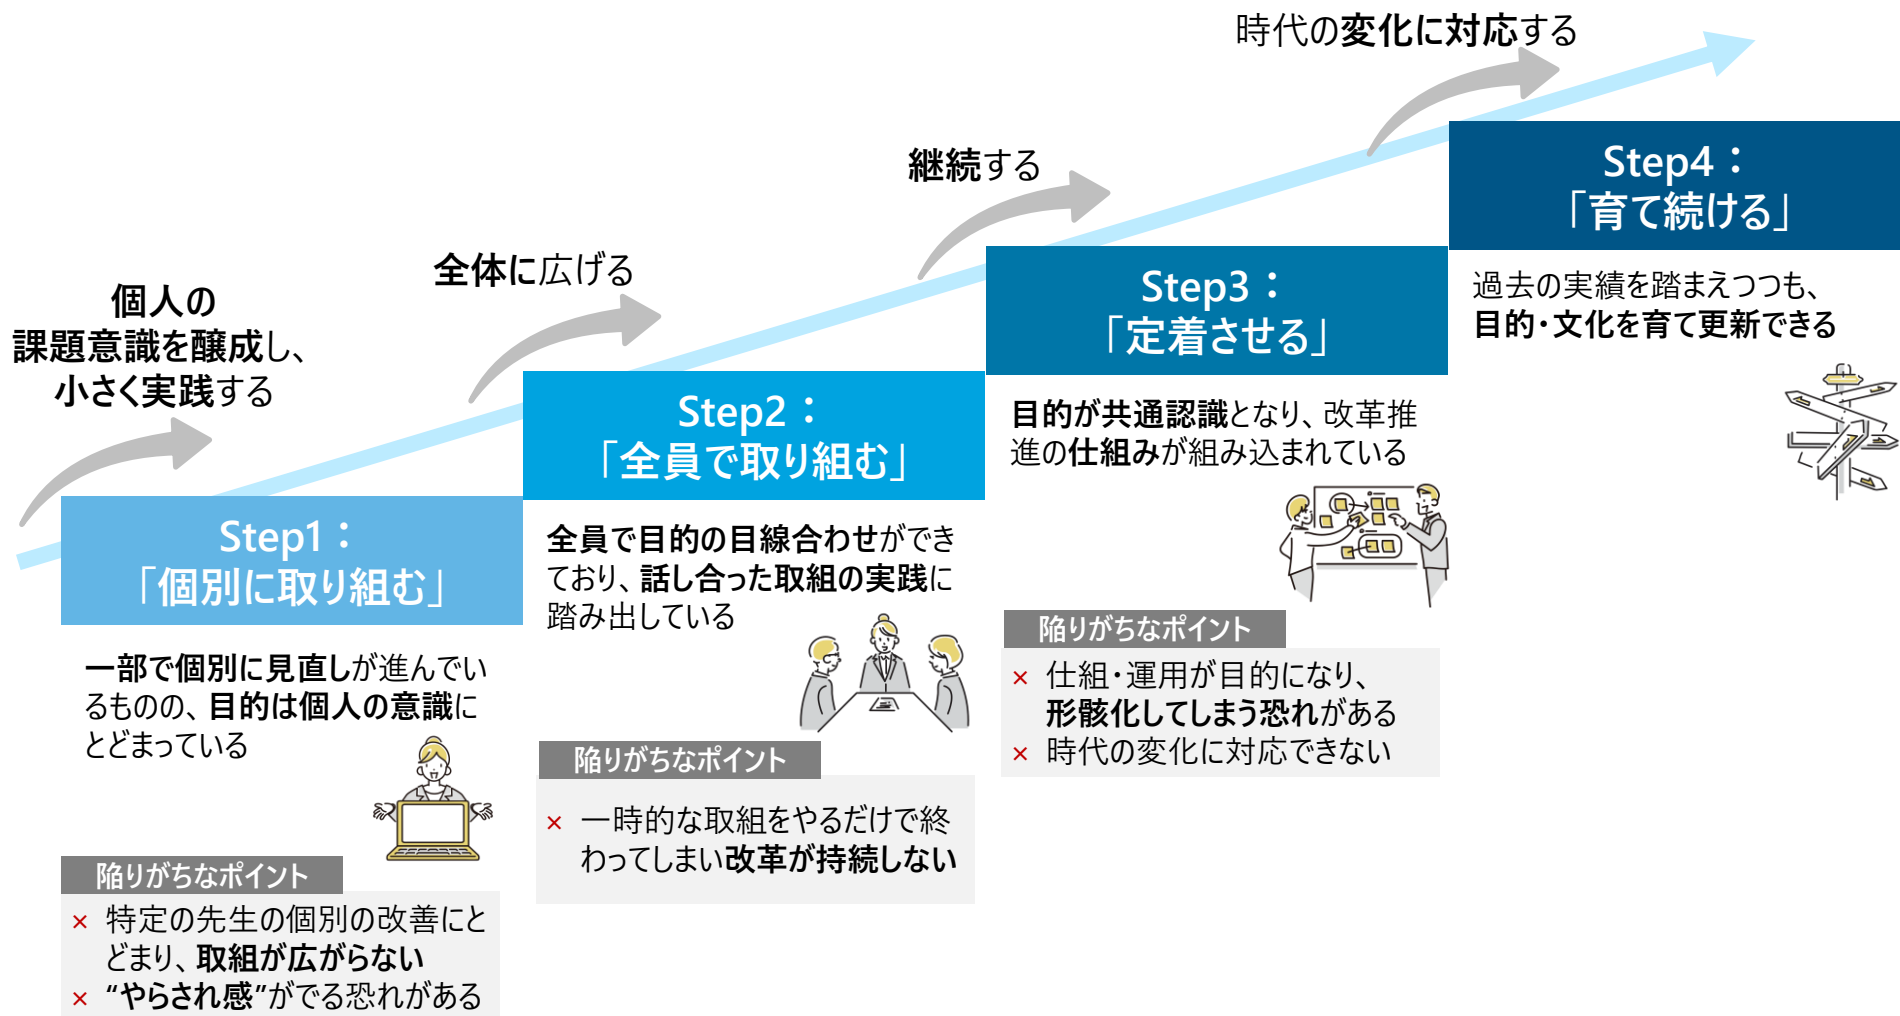 個人の
課題意識を醸成し、
小さく実践する
Step1：
「個別に取り組む」
一部で個別に見直しが進んでい
るものの、目的は個人の意識に
とどまっている
陥りがちなポイント
× 特定の先生の個別の改善にと
どまり、取組が広がらない
× “やらされ感”がでる恐れがある
全体に広げる
Step2：
「全員で取り組む」
全員で目的の目線合わせができ
ており、話し合った取組の実践に
踏み出している
陥りがちなポイント
× 一時的な取組をやるだけで終
わってしまい改革が持続しない
継続する
Step3：
「定着させる」
目的が共通認識となり、改革推
進の仕組みが組み込まれている
陥りがちなポイント
× 仕組・運用が目的になり、
形骸化してしまう恐れがある
× 時代の変化に対応できない
時代の変化に対応する
Step4：
「育て続ける」
過去の実績を踏まえつつも、
目的・文化を育て更新できる